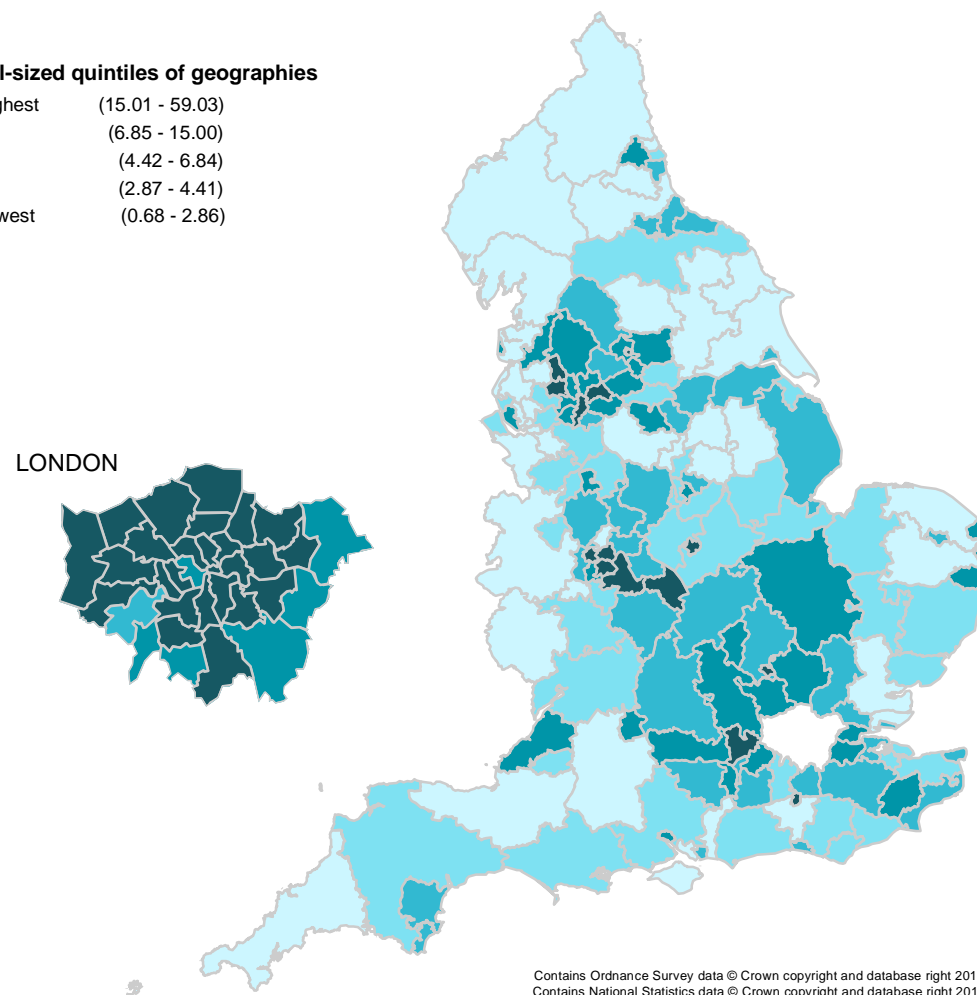 l-sized quintiles of geographies
ghest (15.01 - 59.03)
(6.85 - 15.00)
(4.42 - 6.84)
(2.87 - 4.41)
west (0.68 - 2.86)
LONDON
Contains Ordnance Survey data © Crown copyright and database right 201
Contains National Statistics data © Crown copyright and database right 201